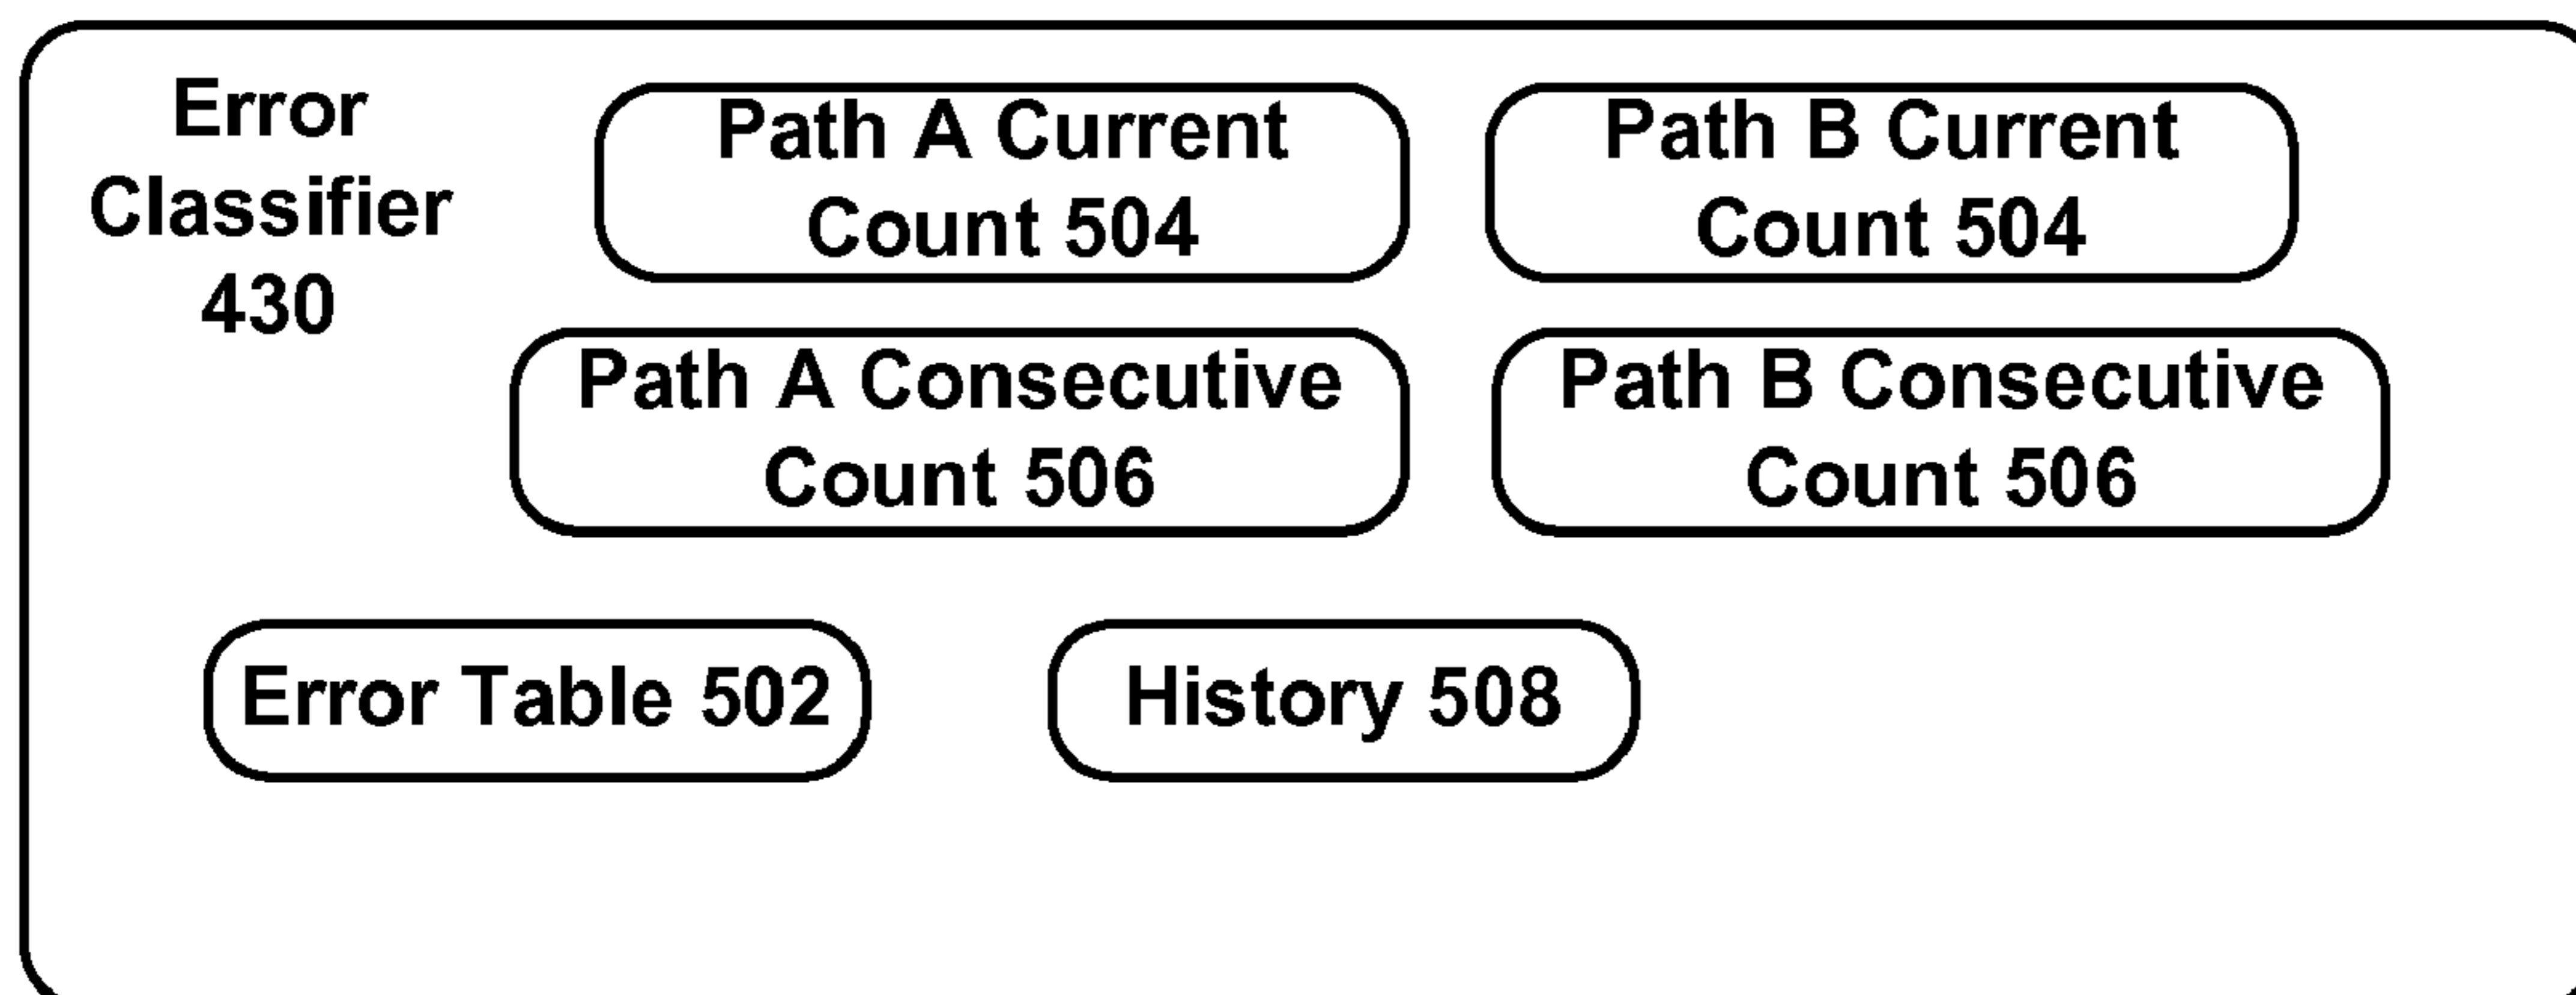 Error
Classifier
430
Path A Current
Count 504
Path B Current
Count 504
Path A Consecutive
Count 506
Path B Consecutive
Count 506
Error Table 502
History 508